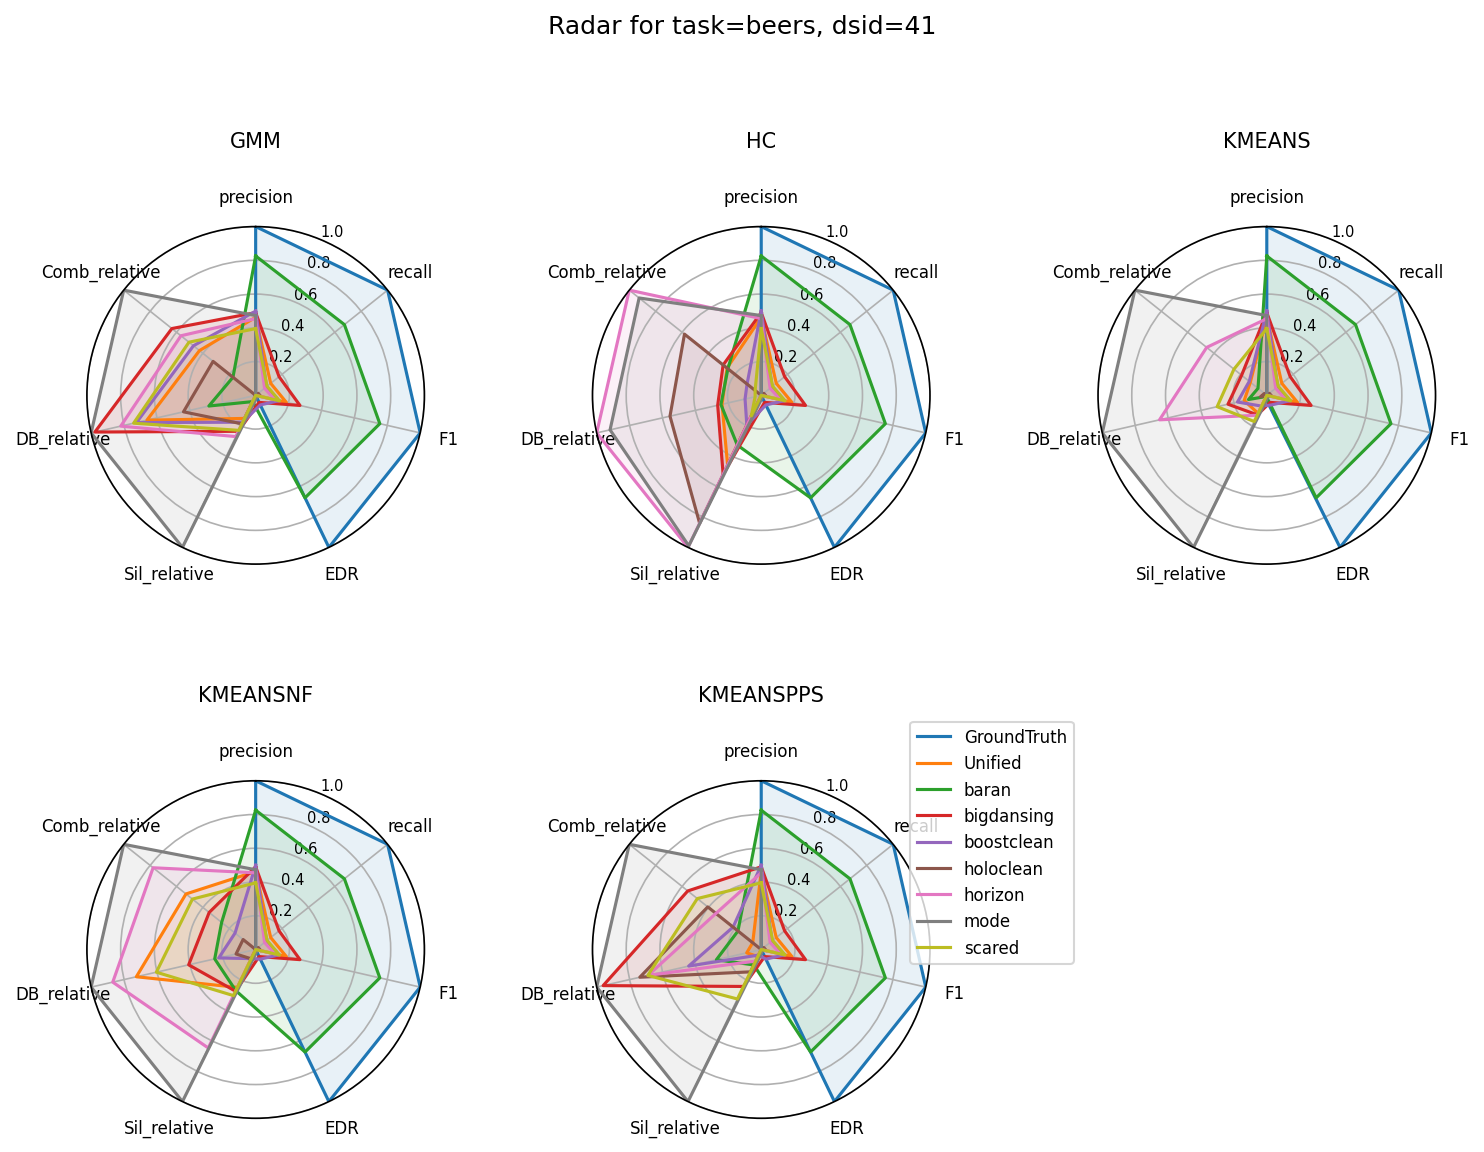 Radar for task=beers, dsid=41
GMM
precision
recall
F1
EDR
Sil_relative
DB_relative
Comb_relative
0.2
0.4
0.6
0.8
1.0
HC
precision
recall
F1
EDR
Sil_relative
DB_relative
Comb_relative
0.2
0.4
0.6
0.8
1.0
KMEANS
precision
recall
F1
EDR
Sil_relative
DB_relative
Comb_relative
0.2
0.4
0.6
0.8
1.0
KMEANSNF
precision
recall
F1
EDR
Sil_relative
DB_relative
Comb_relative
0.2
0.4
0.6
0.8
1.0
KMEANSPPS
precision
recall
F1
EDR
Sil_relative
DB_relative
Comb_relative
0.2
0.4
0.6
0.8
1.0
GroundTruth
Unified
baran
bigdansing
boostclean
holoclean
horizon
mode
scared